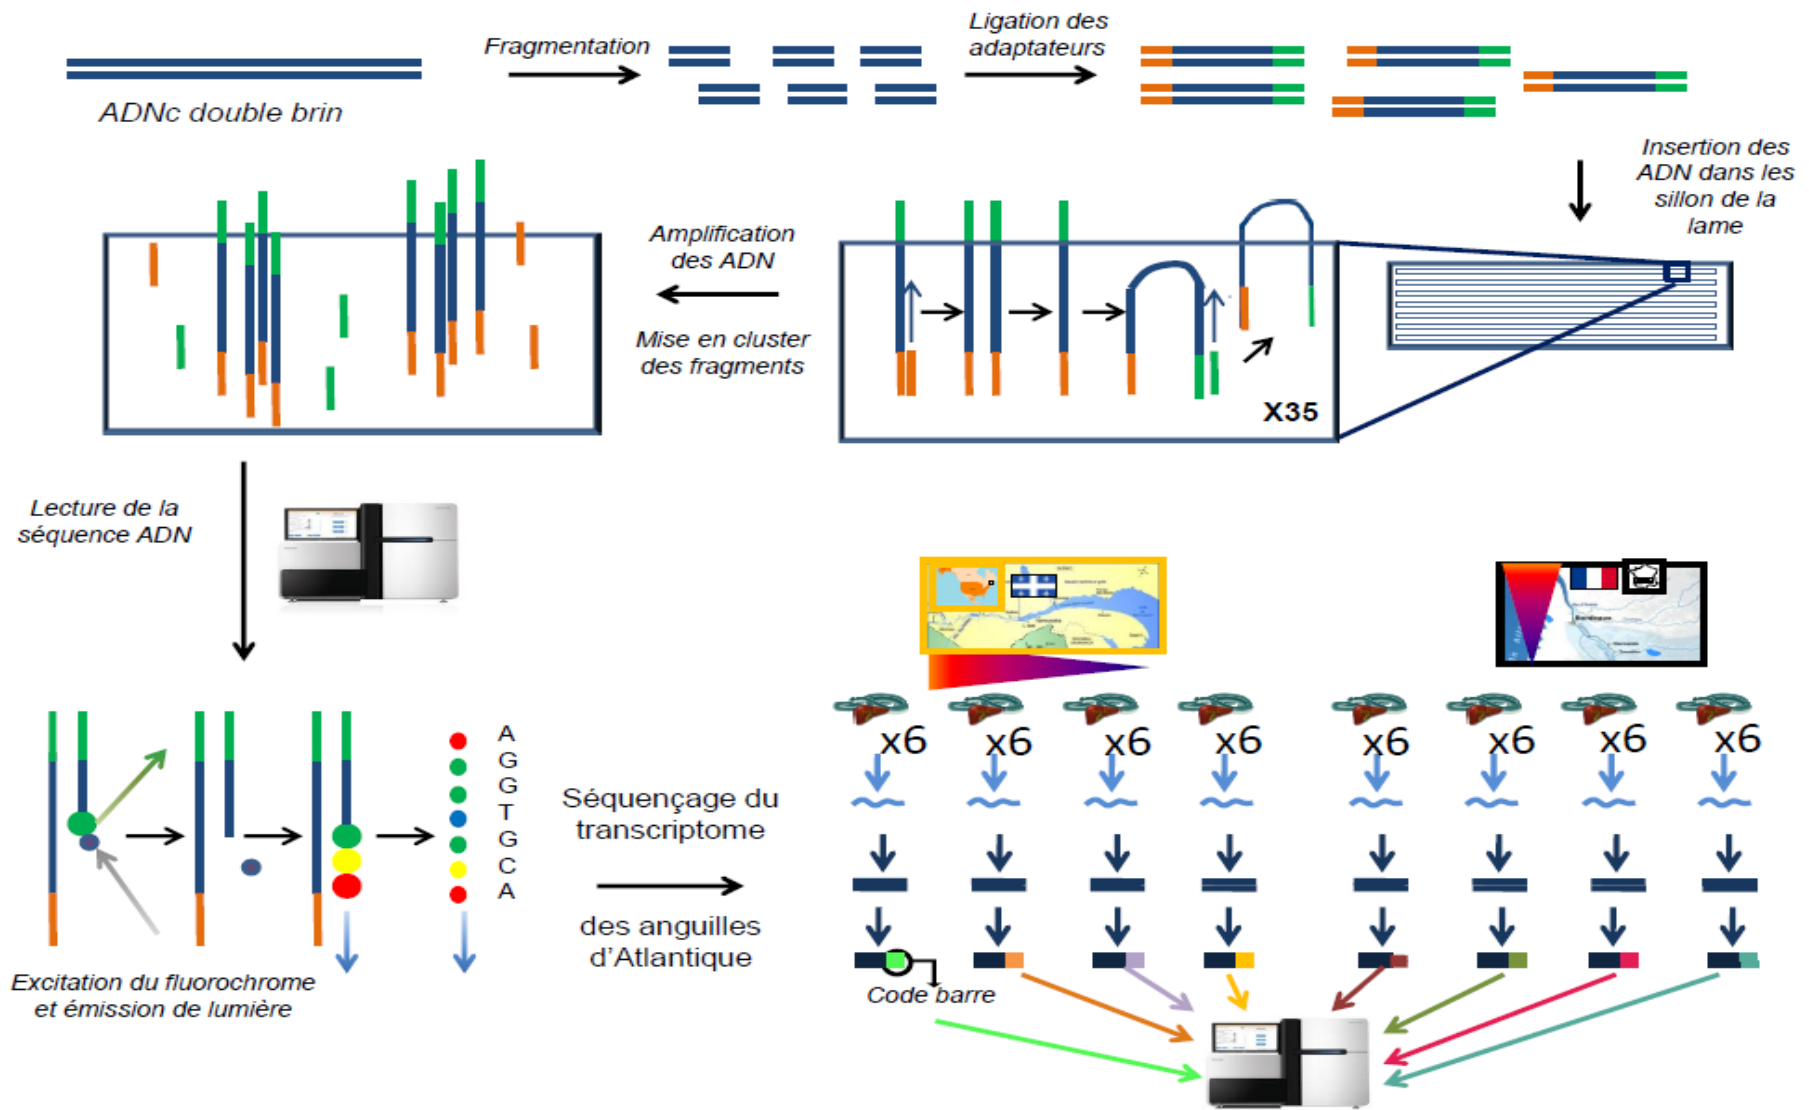 Fragmentation
Ligation des
adaptateurs
ADNc double brin
Insertion des
ADN dans les
sillon de la
lame
Amplification
des ADN
Mise en cluster
des fragments
X35
Lecture de la
séquence ADN
A
G
G
T
G
C
A
Excitation du fluorochrome
et émission de lumière
Séquençage du
transcriptome
des anguilles
d'Atlantique
x6
x6
x6
x6
x6
x6
x6
x6
Code barre